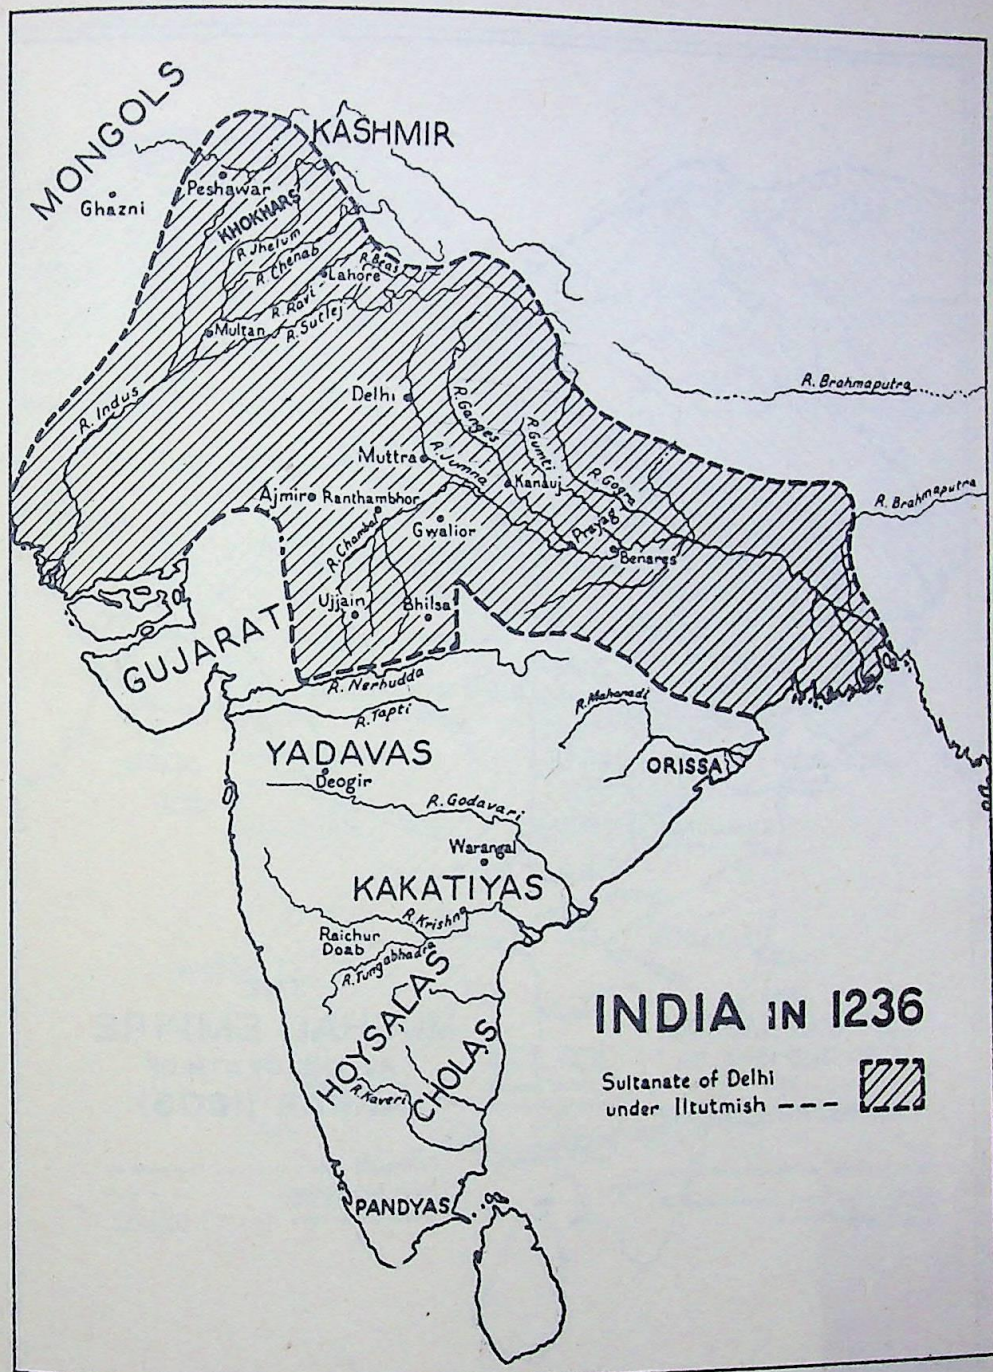 MONGOLS
KASHMIR
Ghazni
Peshawar
KHOKHARS
R. Jhelum
R. Chenab
R. Beas
Lahore
R. Ravi
R. Sutlej
Multan
R. Indus
Delhi
R. Ganges
R. Gumti
R. Brahmaputra
Muttra
R. Jumna
Kanauj
R. Gogra
R. Brahmaputra
Ajmir
Ranthambhor
Gwalior
Prayag
Benares
R. Chambal
Ujjain
Bhilsa
GUJARAT
R. Nerbudda
R. Tapti
R. Mahanadi
YADAVAS
Deogir
ORISSA
R. Godavari
Warangal
KAKATIYAS
R. Krishna
Raichur
Doab
R. Tungabhadra
HOYSALAS
CHOLAS
R. Kaveri
PANDYAS
INDIA IN 1236
Sultanate of Delhi
under Iltutmish